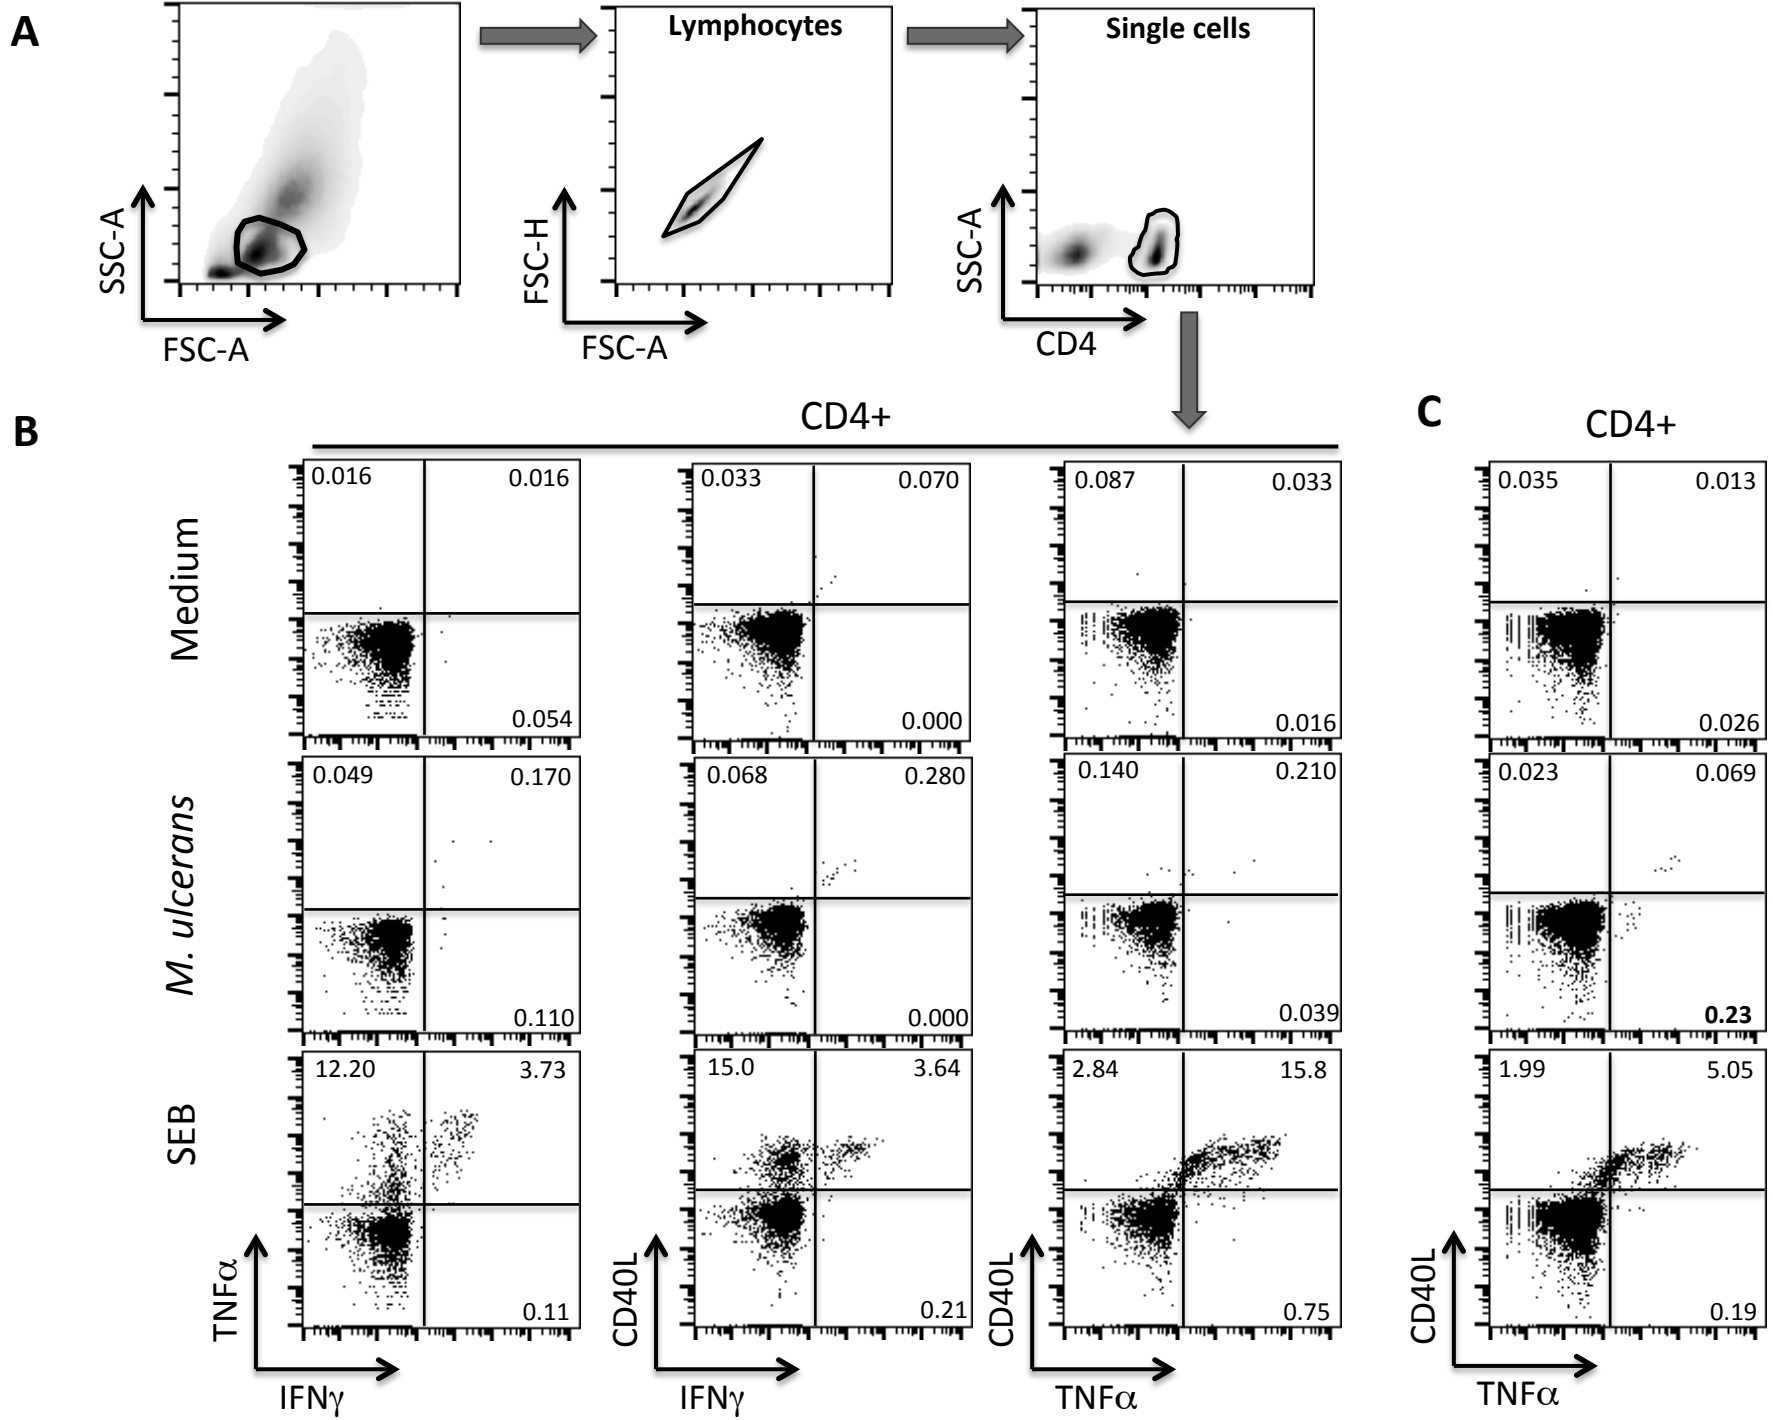 A
Lymphocytes
Single cells
SSC-A
FSC-A
FSC-H
FSC-A
SSC-A
CD4
B
CD4+
C
CD4+
Medium
0.016 0.016
0.054
0.033 0.070
0.000
0.087 0.033
0.016
0.035 0.013
0.026
M. ulcerans
0.049 0.170
0.110
0.068 0.280
0.000
0.140 0.210
0.039
0.023 0.069
0.23
SEB
12.20 3.73
0.11
15.0 3.64
0.21
2.84 15.8
0.75
1.99 5.05
0.19
TNFα
IFNγ
CD40L
IFNγ
CD40L
TNFα
CD40L
TNFα